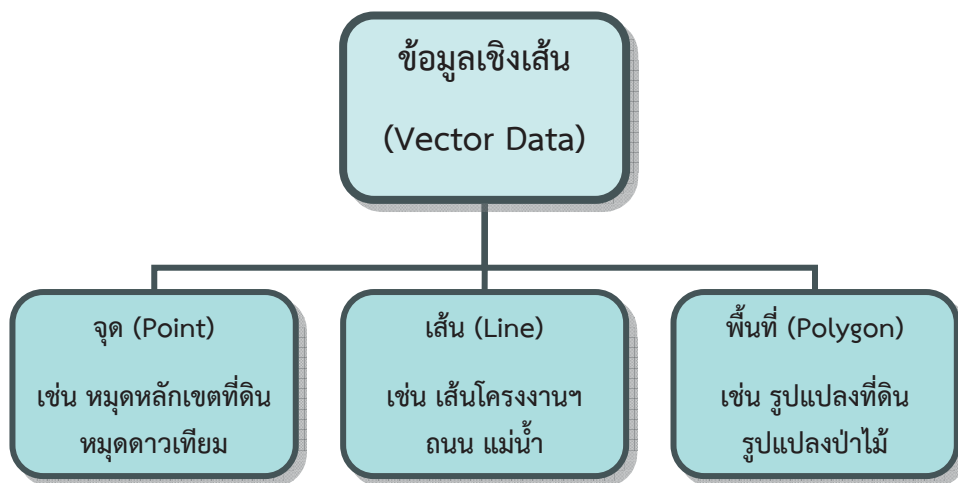 ข้อมูลเชิงเส้น
(Vector Data)
จุด (Point)
เช่น หมุดหลักเขตที่ดิน
หมุดดาวเทียม
เส้น (Line)
เช่น เส้นโครงงานฯ
ถนน แม่น้ำ
พื้นที่ (Polygon)
เช่น รูปแปลงที่ดิน
รูปแปลงป่าไม้